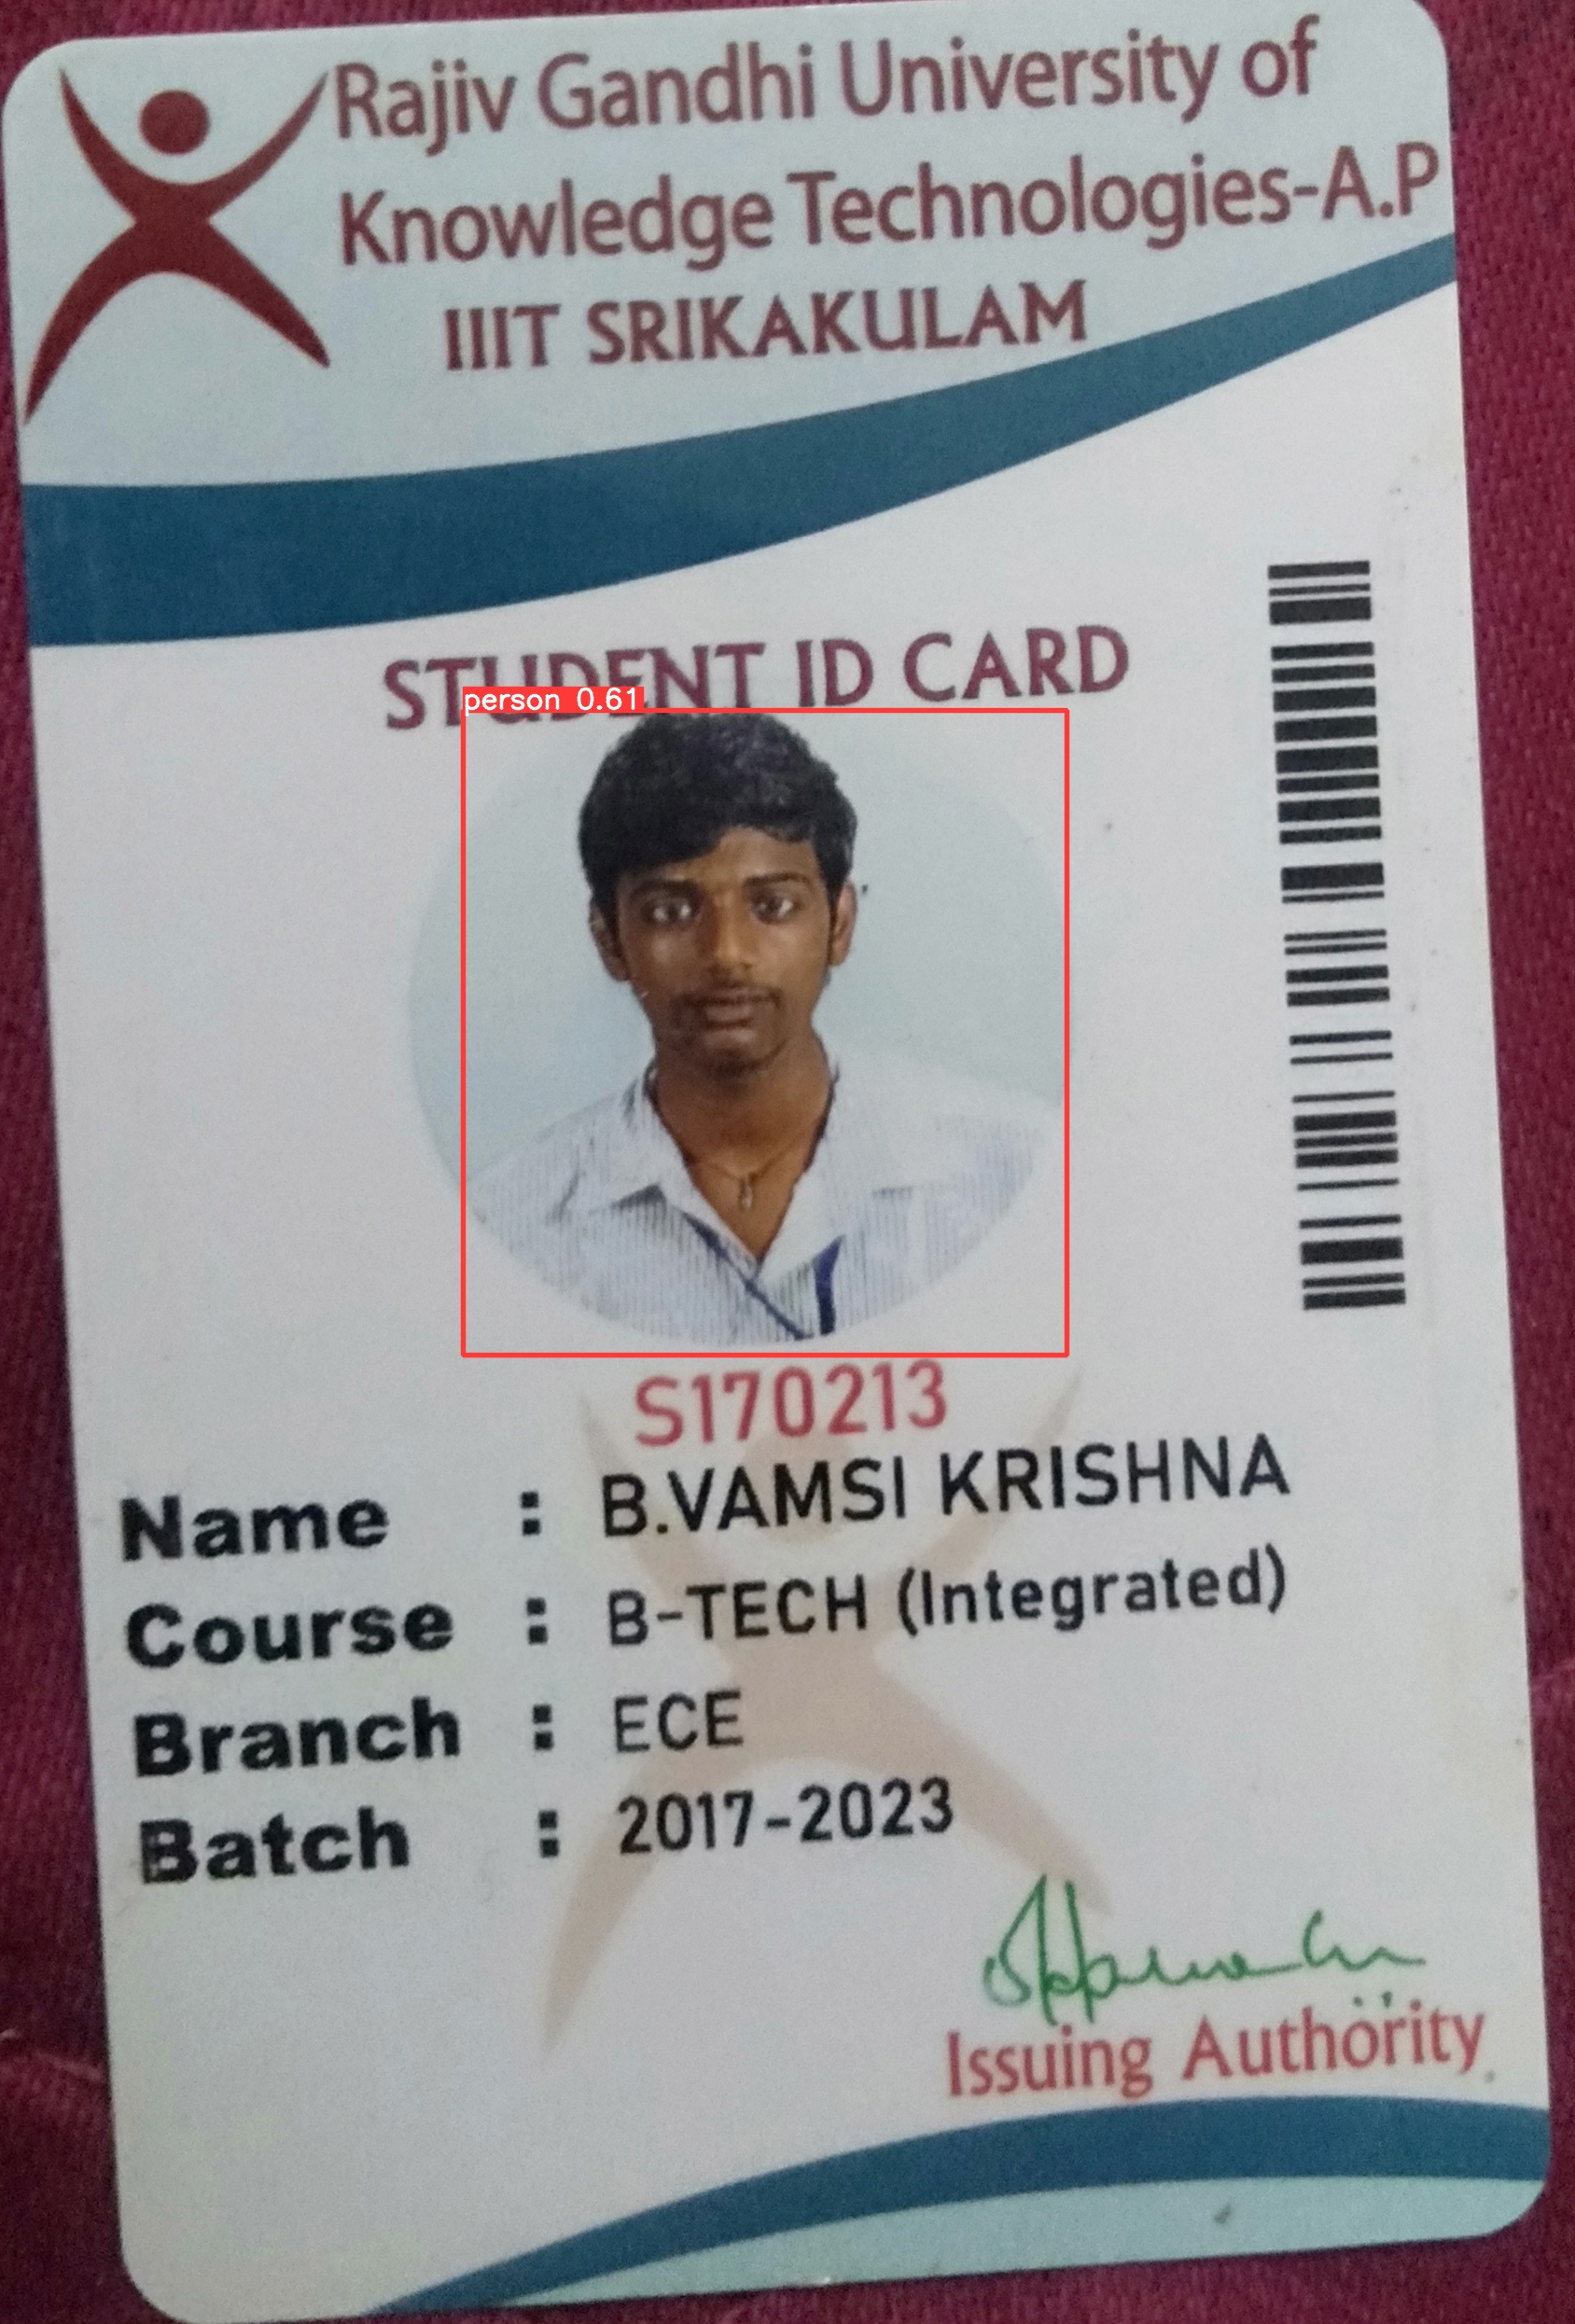 Rajiv Gandhi University of
Knowledge Technologies-A.P
IIIT SRIKAKULAM
STUDENT ID CARD
person 0.61
S170213
Name : B.VAMSI KRISHNA
Course : B-TECH (Integrated)
Branch : ECE
Batch : 2017-2023
Issuing Authority